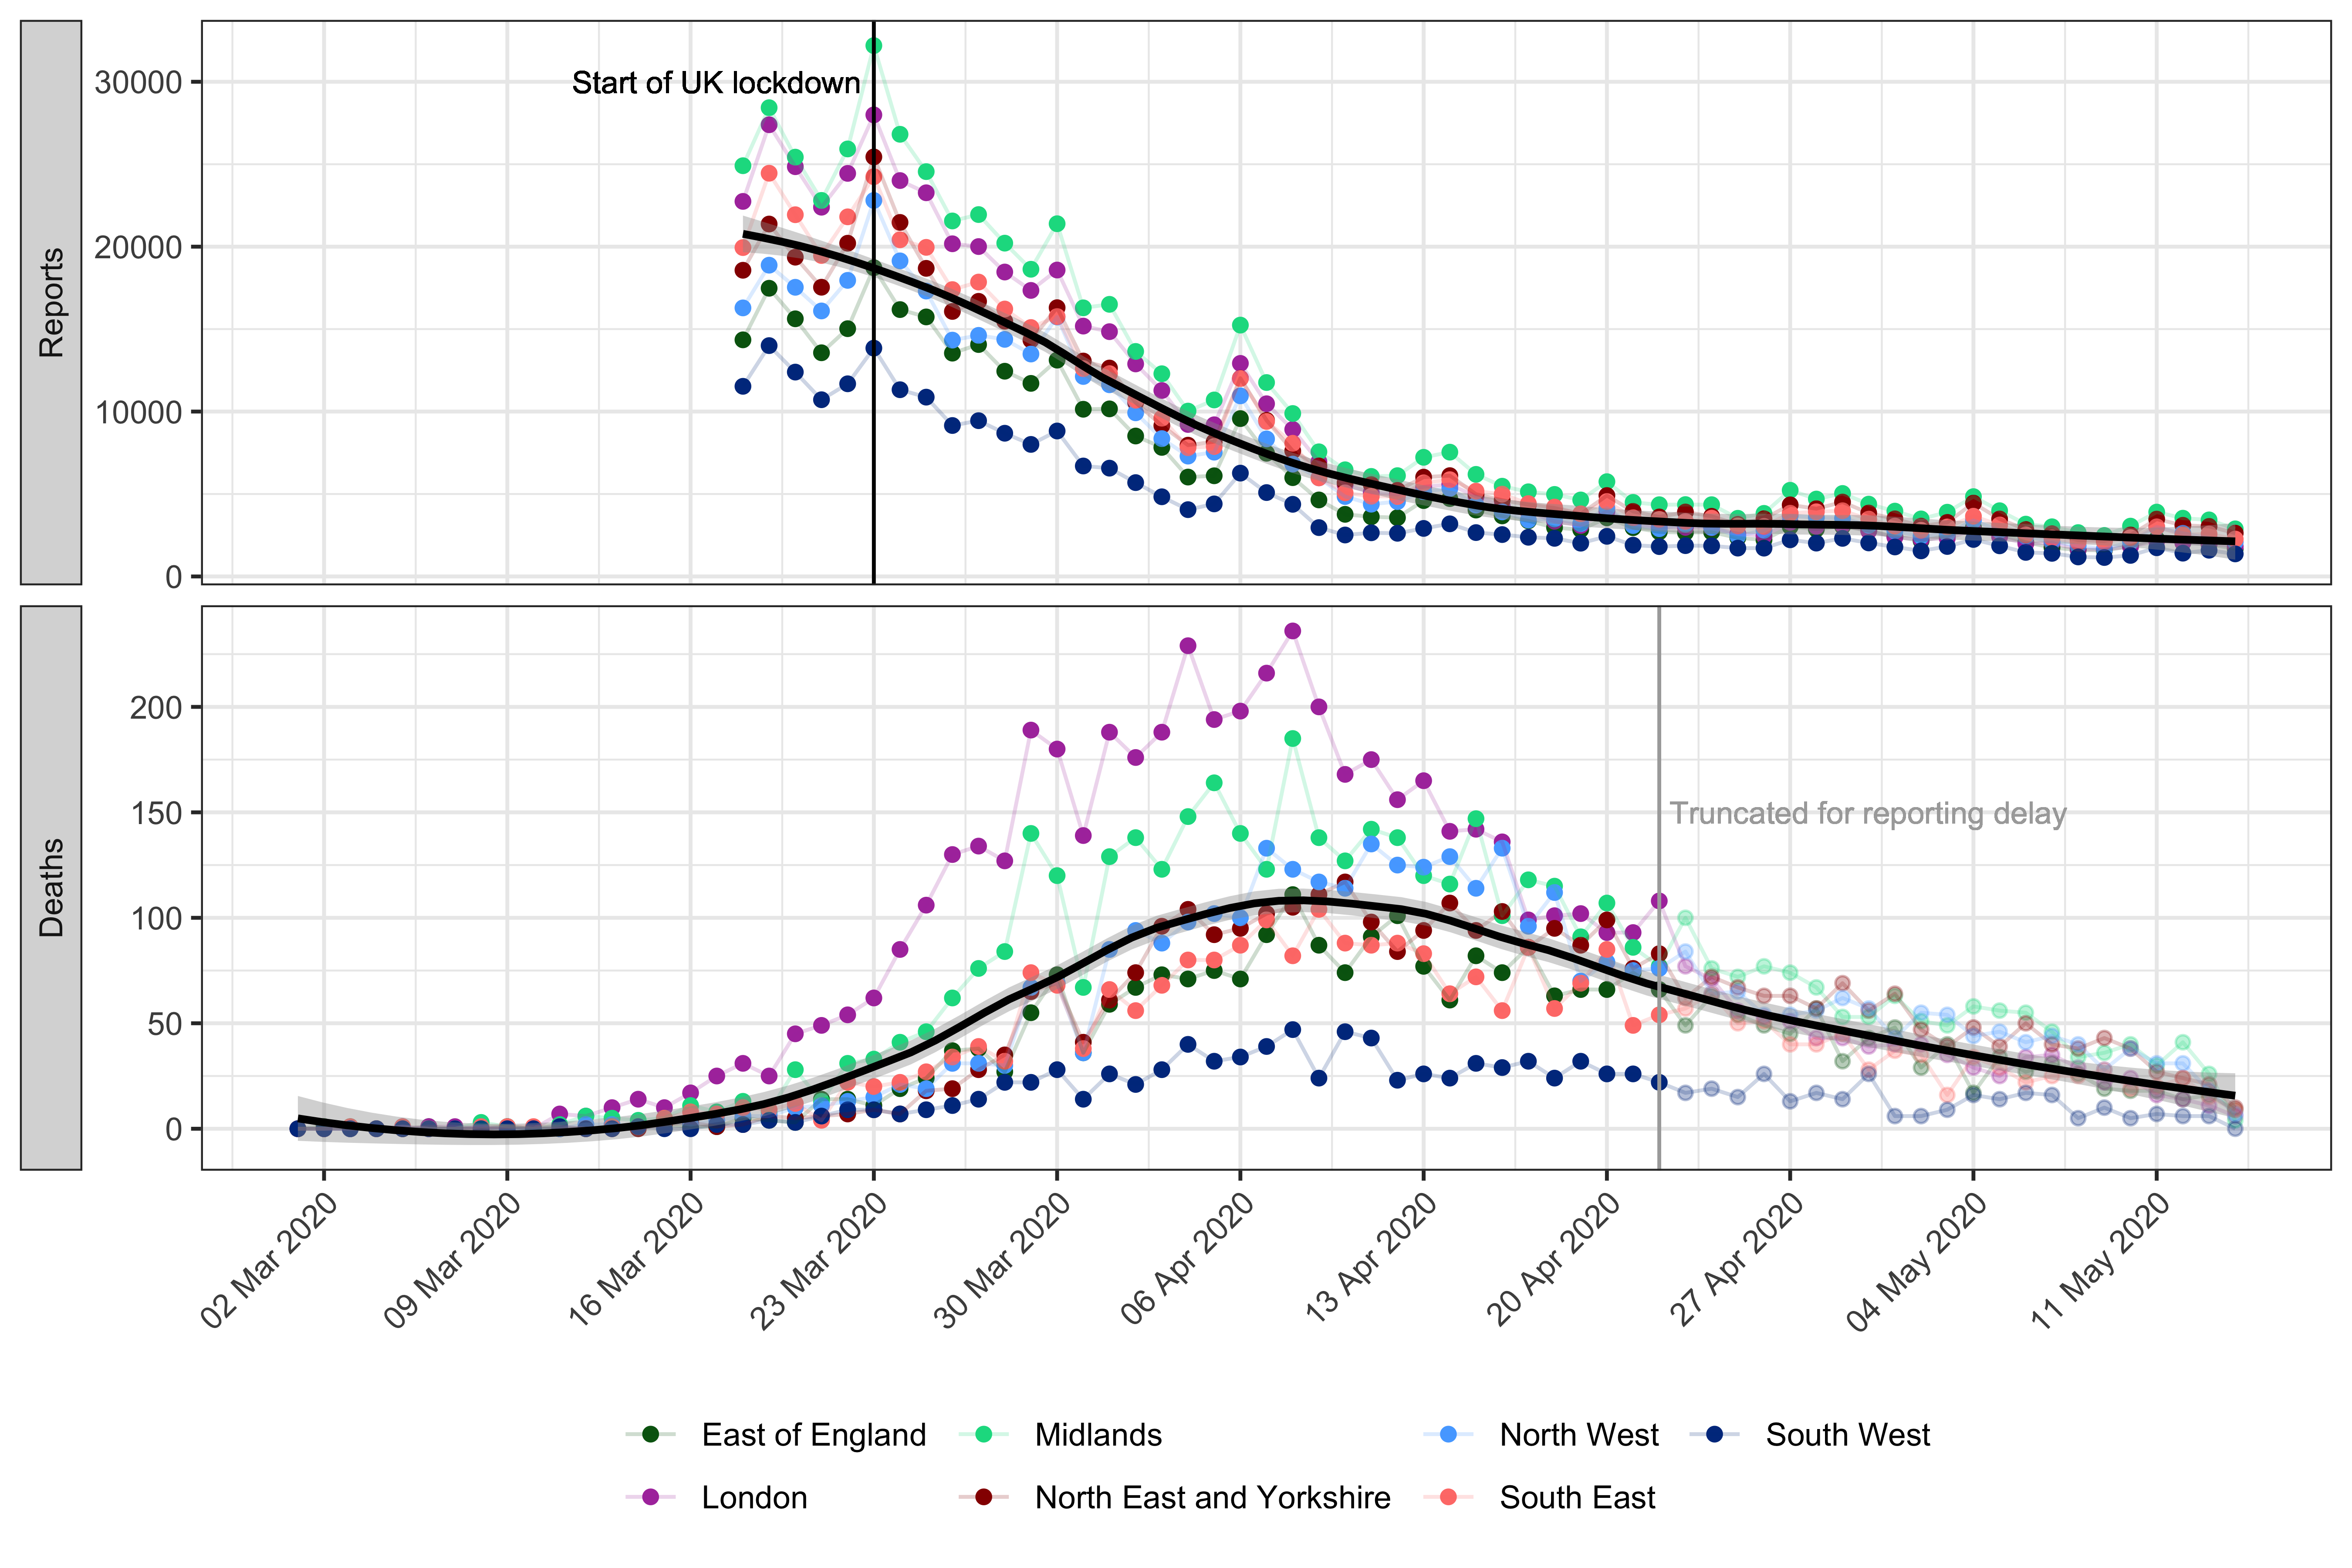 Reports
30000
20000
10000
0
Start of UK lockdown
Deaths
200
150
100
50
0
Truncated for reporting delay
02 Mar 2020
09 Mar 2020
16 Mar 2020
23 Mar 2020
30 Mar 2020
06 Apr 2020
13 Apr 2020
20 Apr 2020
27 Apr 2020
04 May 2020
11 May 2020
East of England
Midlands
North West
South West
London
North East and Yorkshire
South East